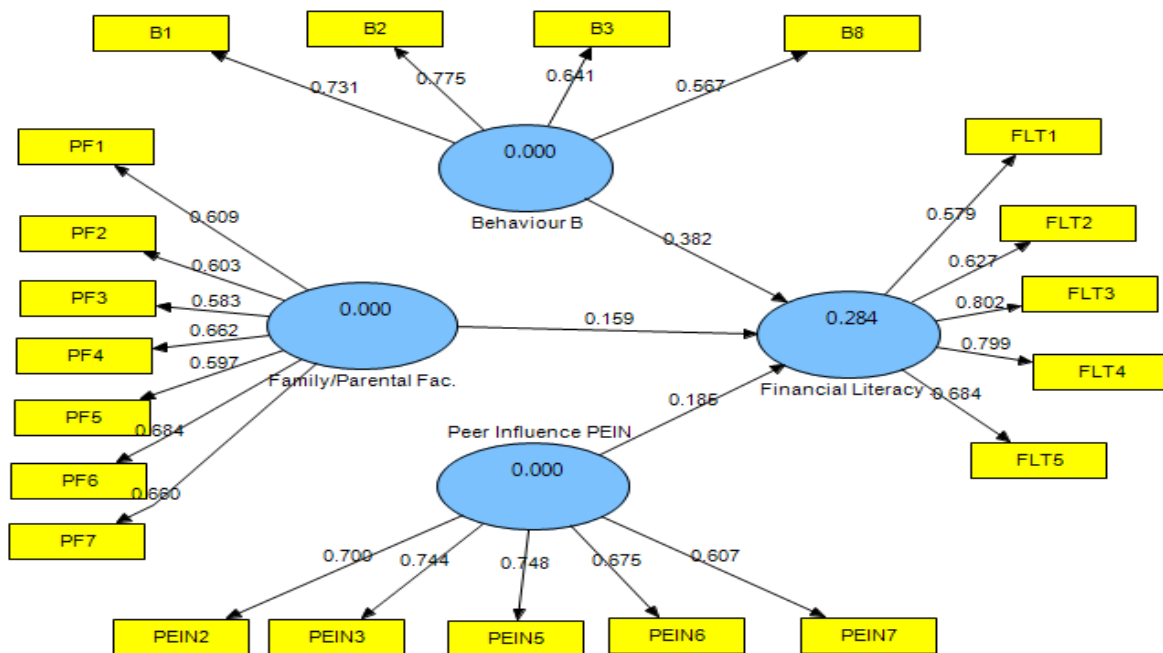 B1
B2
B3
B8
0.731
0.775
0.641
0.567
PF1
PF2
PF3
PF4
PF5
PF6
PF7
0.609
0.603
0.583
0.662
0.597
0.684
0.660
0.000
Behaviour B
0.382
0.000
Family/Parental Fac.
0.159
0.284
Financial Literacy
0.185
Peer Influence PEIN
0.000
FLT1
FLT2
FLT3
FLT4
FLT5
0.579
0.627
0.802
0.799
0.684
0.700
0.744
0.748
0.675
0.607
PEIN2
PEIN3
PEIN5
PEIN6
PEIN7